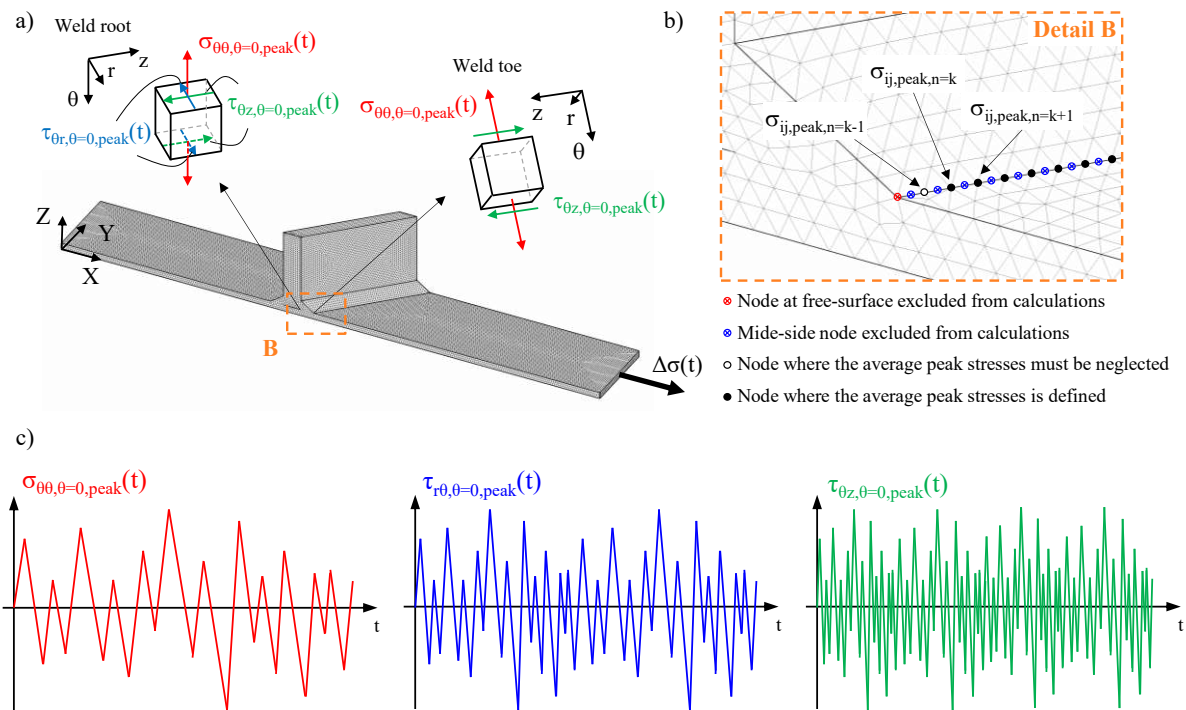 a)
Weld root
z
r
θ
σθθ,θ=0,peak(t)
τθz,θ=0,peak(t)
τθr,θ=0,peak(t)
Weld toe
σθθ,θ=0,peak(t)
z
r
θ
τθz,θ=0,peak(t)
Z
Y
X
B
Δσ(t)
b)
Detail B
σij,peak,n=k
σij,peak,n=k-1
σij,peak,n=k+1
Node at free-surface excluded from calculations
Mide-side node excluded from calculations
Node where the average peak stresses must be neglected
Node where the average peak stresses is defined
c)
σθθ,θ=0,peak(t)
t
τrθ,θ=0,peak(t)
t
τθz,θ=0,peak(t)
t